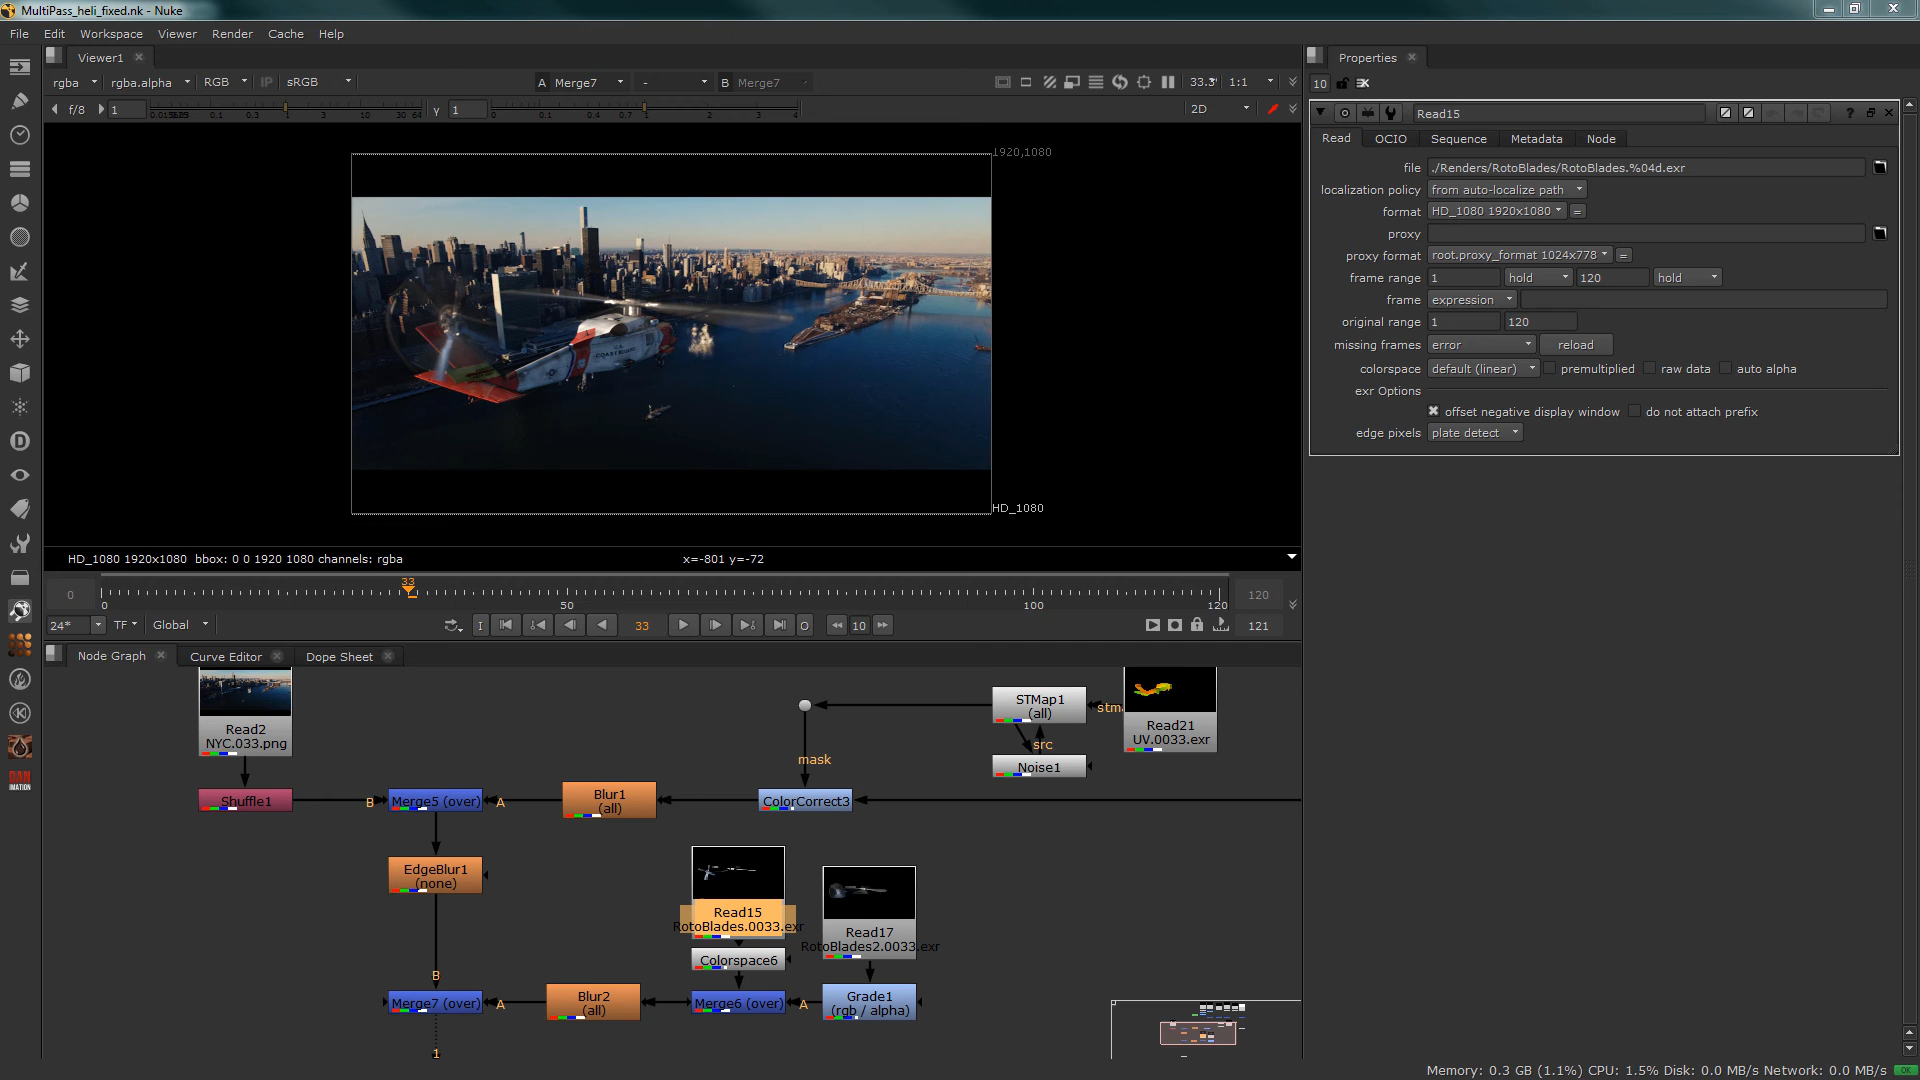 MultiPass_heli_fixed.nk - Nuke
File Edit Workspace Viewer Render Cache Help
Viewer1
rgba rgba.alpha RGB IP sRGB A Merge7 - B Merge7 33.3 1:1
f/8 1 Y 1 2D
1920,1080
U.S. COAST GUARD
HD_1080
HD_1080 1920x1080 bbox: 0 0 1920 1080 channels: rgba x=-801 y=-72
33
0 120
0 50 100 120
24* TF Global I 33 O 10 121
Node Graph Curve Editor Dope Sheet
Read2
NYC.033.png
STMap1
(all)
stm
Read21
UV.0033.exr
src
Noise1
mask
Shuffle1
B
Merge5 (over)
A
Blur1
(all)
ColorCorrect3
EdgeBlur1
(none)
Read15
RotoBlades.0033.exr
Read17
RotoBlades2.0033.exr
Colorspace6
B
Merge7 (over)
A
Blur2
(all)
Merge6 (over)
A
Grade1
(rgb / alpha)
1
D
DAN
IMATION
Properties
10
Read15
Read OCIO Sequence Metadata Node
file ./Renders/RotoBlades/RotoBlades.%04d.exr
localization policy from auto-localize path
format HD_1080 1920x1080 =
proxy
proxy format root.proxy_format 1024x778 =
frame range 1 hold 120 hold
frame expression
original range 1 120
missing frames error reload
colorspace default (linear) premultiplied raw data auto alpha
exr Options
offset negative display window do not attach prefix
edge pixels plate detect
Memory: 0.3 GB (1.1%) CPU: 1.5% Disk: 0.0 MB/s Network: 0.0 MB/s OK